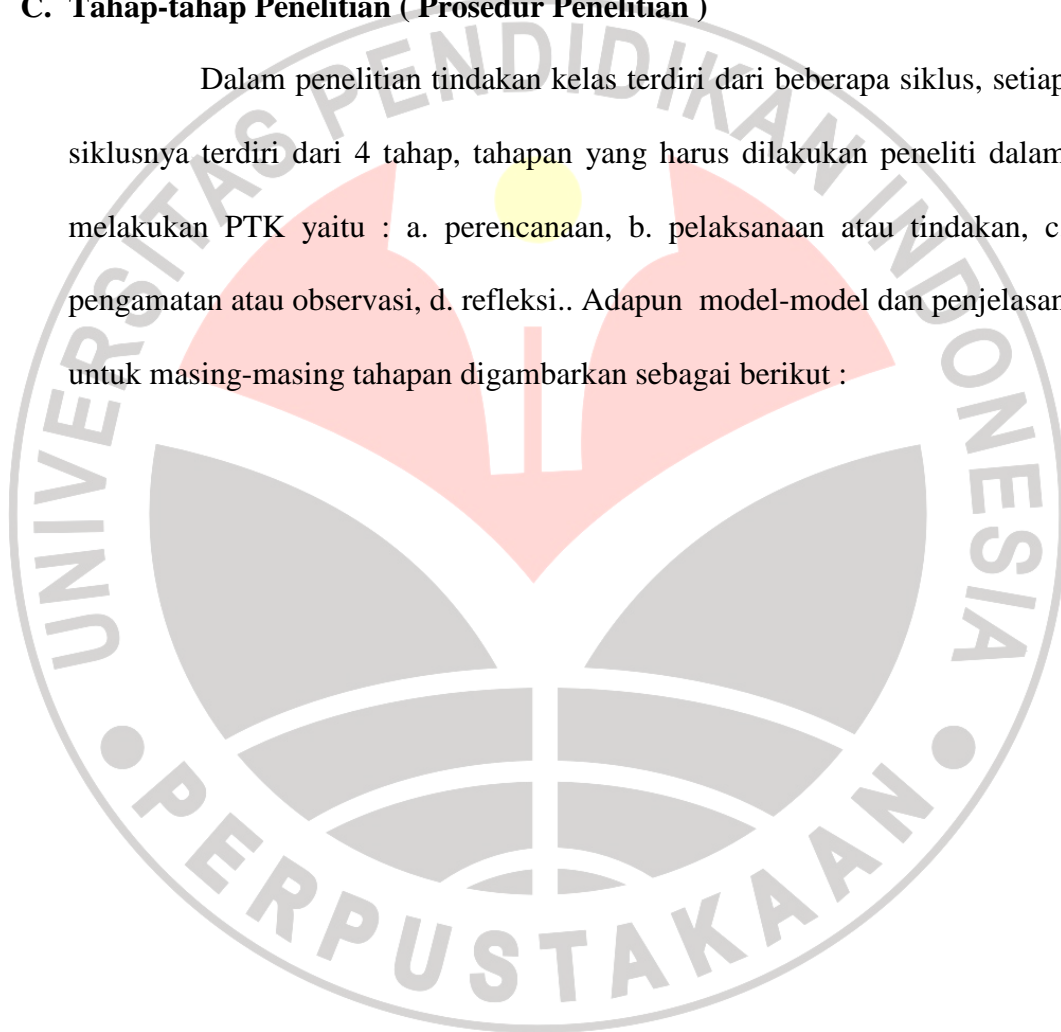 C. Tahap-tahap Penelitian ( Prosedur Penelitian )
Dalam penelitian tindakan kelas terdiri dari beberapa siklus, setiap
siklusnya terdiri dari 4 tahap, tahapan yang harus dilakukan peneliti dalam
melakukan PTK yaitu : a. perencanaan, b. pelaksanaan atau tindakan, c
pengamatan atau observasi, d. refleksi.. Adapun model-model dan penjelasan
untuk masing-masing tahapan digambarkan sebagai berikut :
UNIVERSITAS PENDIDIKAN INDONESIA
PERPUSTAKAAN